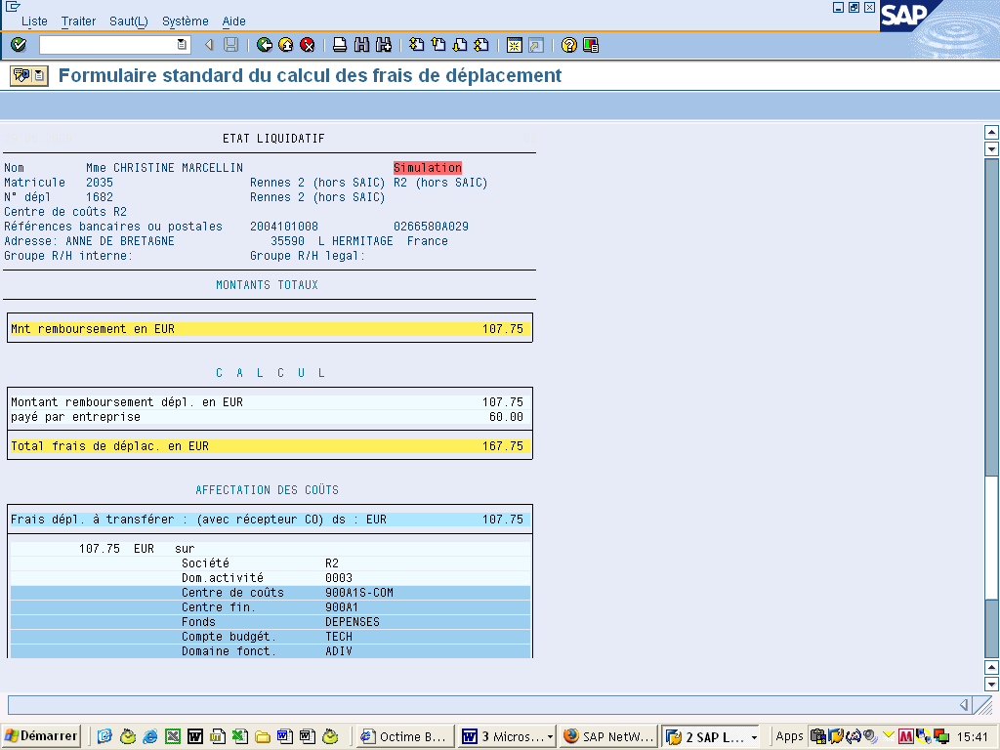 Liste Traiter Saut(L) Système Aide
SAP
Formulaire standard du calcul des frais de déplacement
ETAT LIQUIDATIF
Nom Mme CHRISTINE MARCELLIN Simulation
Matricule 2035 Rennes 2 (hors SAIC) R2 (hors SAIC)
N° dépl 1682 Rennes 2 (hors SAIC)
Centre de coûts R2
Références bancaires ou postales 2004101008 0266580A029
Adresse: ANNE DE BRETAGNE 35590 L HERMITAGE France
Groupe R/H interne: Groupe R/H legal:
MONTANTS TOTAUX
Mnt remboursement en EUR 107.75
C A L C U L
Montant remboursement dépl. en EUR 107.75
payé par entreprise 60.00
Total frais de déplac. en EUR 167.75
AFFECTATION DES COÛTS
Frais dépl. à transférer : (avec récepteur CO) ds : EUR 107.75
107.75 EUR sur
Société R2
Dom.activité 0003
Centre de coûts 900A1S-COM
Centre fin. 900A1
Fonds DEPENSES
Compte budgét. TECH
Domaine fonct. ADIV
Démarrer Octime B... 3 Micros... SAP NetW... 2 SAP L... Apps 15:41